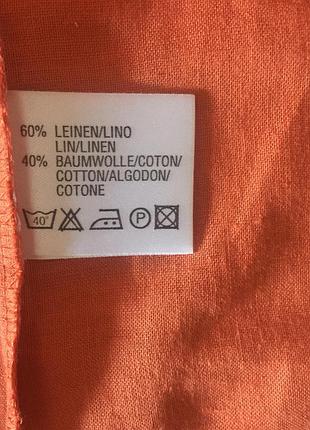 60% LEINEN/LINO
LIN/LINEN
40% BAUMWOLLE/COTON/
COTTON/ALGODON/
COTONE
40° P